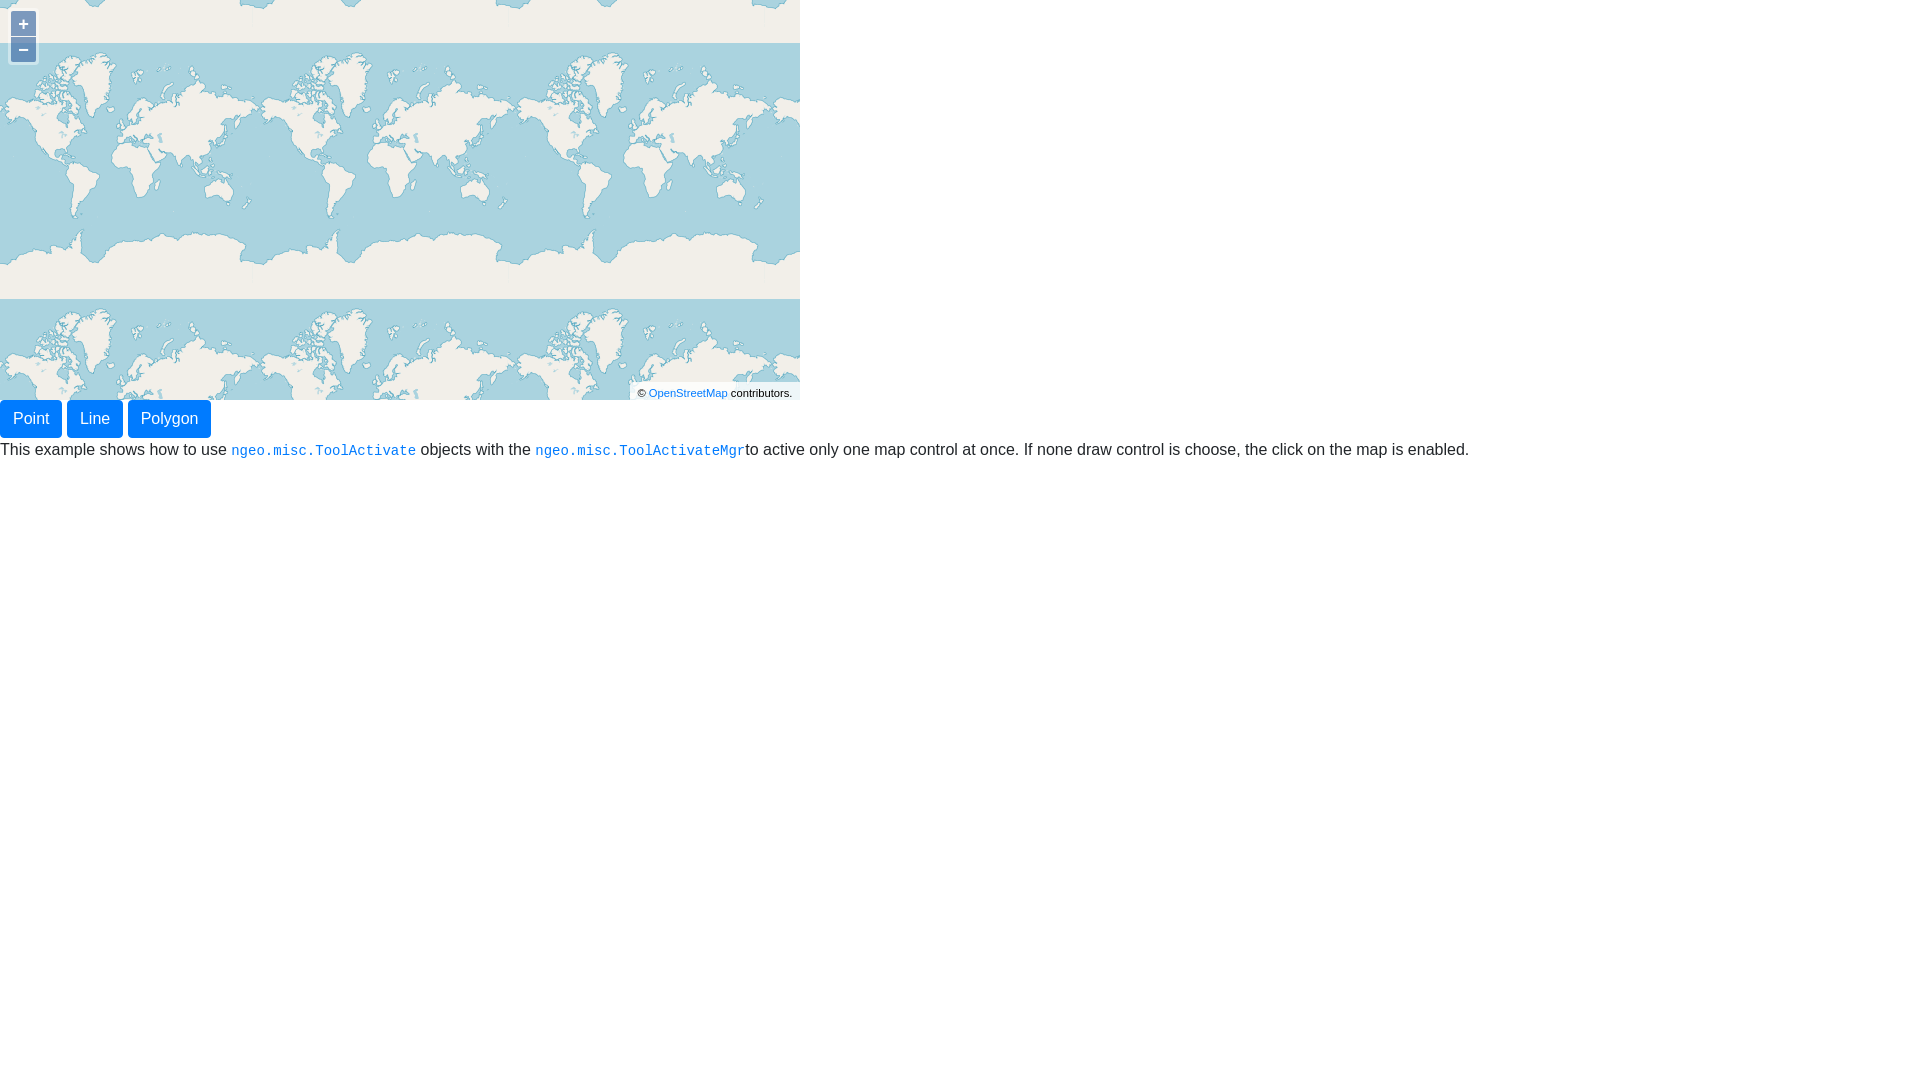 +
−
© OpenStreetMap contributors.
Point Line Polygon
This example shows how to use ngeo.misc.ToolActivate objects with the ngeo.misc.ToolActivateMgrto active only one map control at once. If none draw control is choose, the click on the map is enabled.